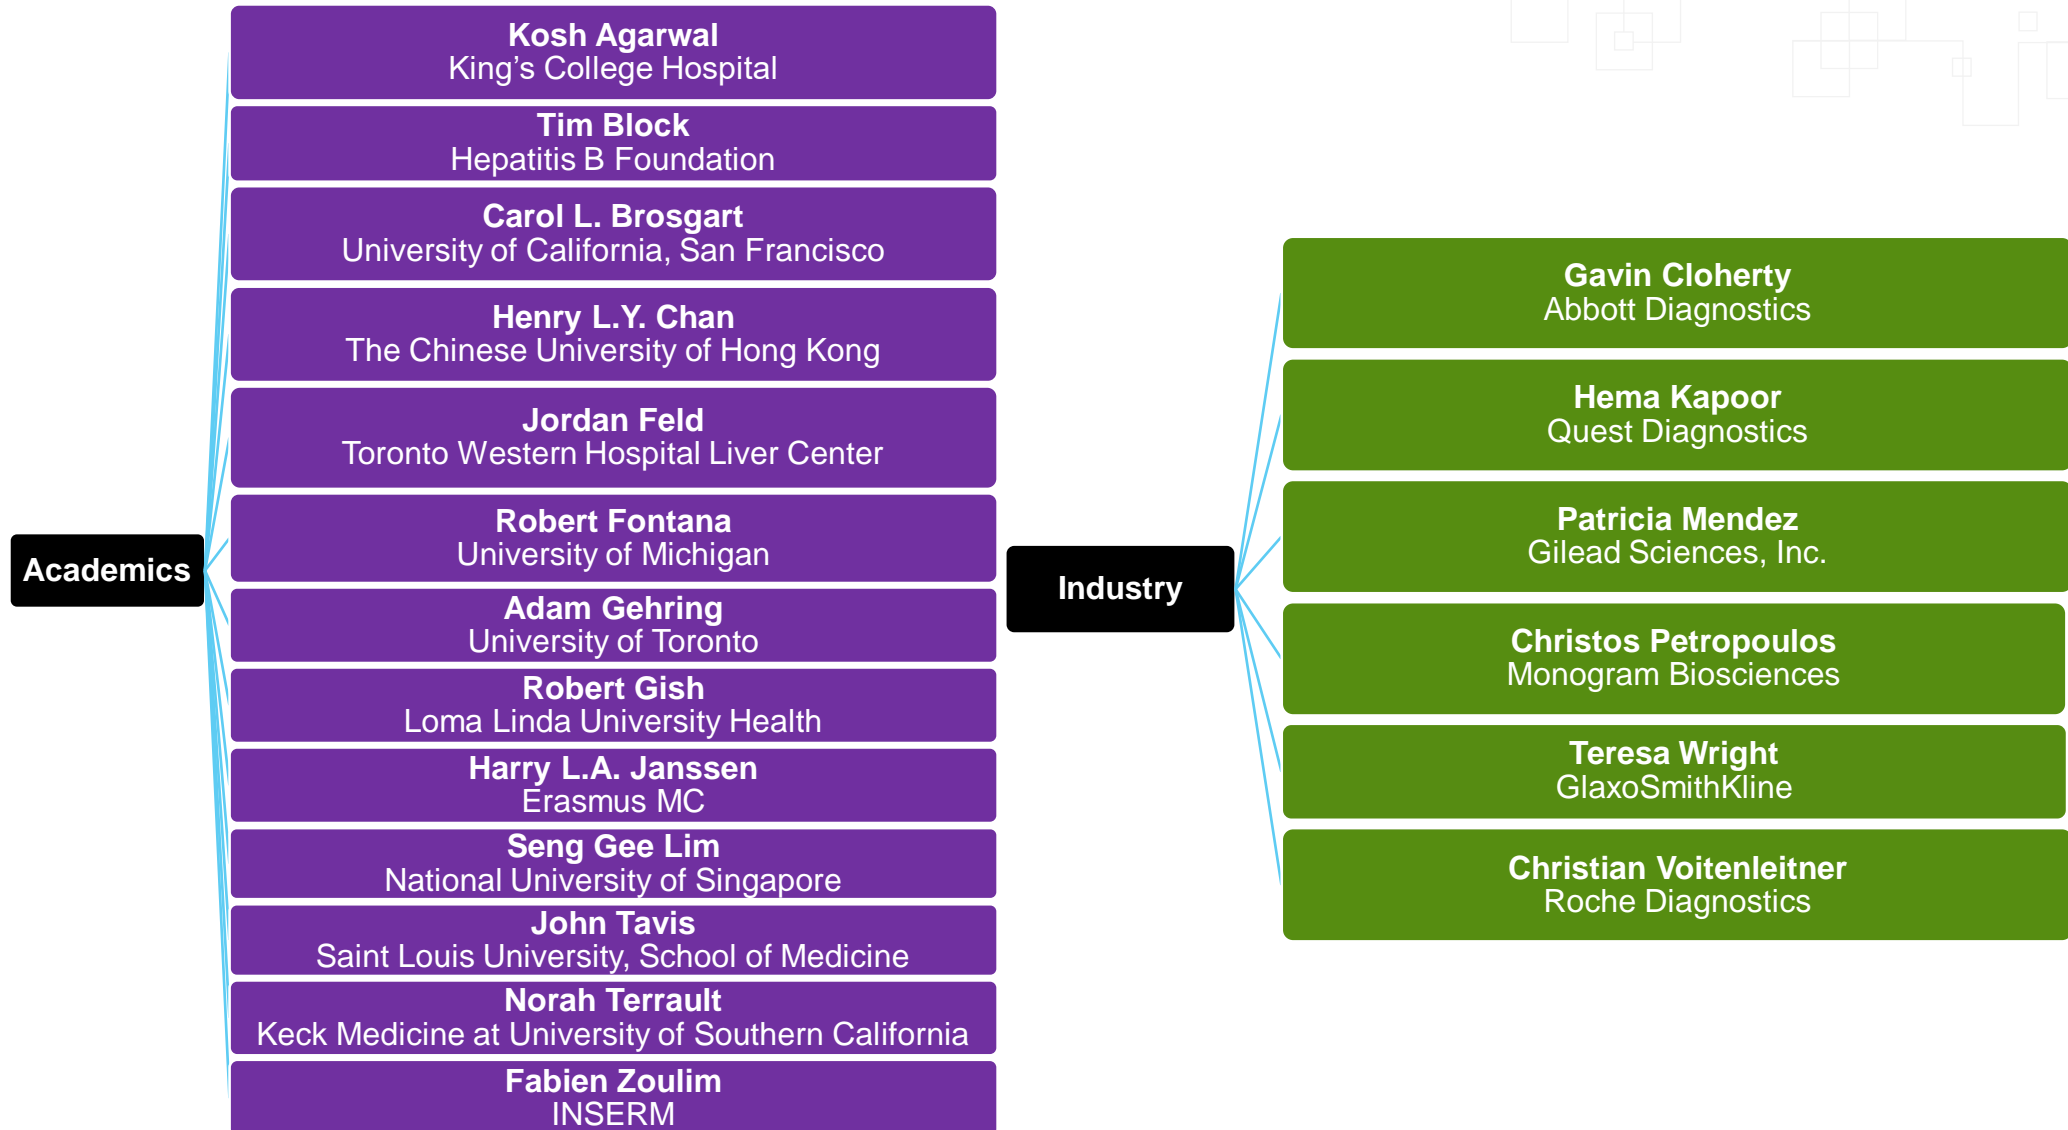 Academics
Kosh Agarwal
King’s College Hospital
Tim Block
Hepatitis B Foundation
Carol L. Brosgart
University of California, San Francisco
Henry L.Y. Chan
The Chinese University of Hong Kong
Jordan Feld
Toronto Western Hospital Liver Center
Robert Fontana
University of Michigan
Adam Gehring
University of Toronto
Robert Gish
Loma Linda University Health
Harry L.A. Janssen
Erasmus MC
Seng Gee Lim
National University of Singapore
John Tavis
Saint Louis University, School of Medicine
Norah Terrault
Keck Medicine at University of Southern California
Fabien Zoulim
INSERM
Industry
Gavin Cloherty
Abbott Diagnostics
Hema Kapoor
Quest Diagnostics
Patricia Mendez
Gilead Sciences, Inc.
Christos Petropoulos
Monogram Biosciences
Teresa Wright
GlaxoSmithKline
Christian Voitenleitner
Roche Diagnostics